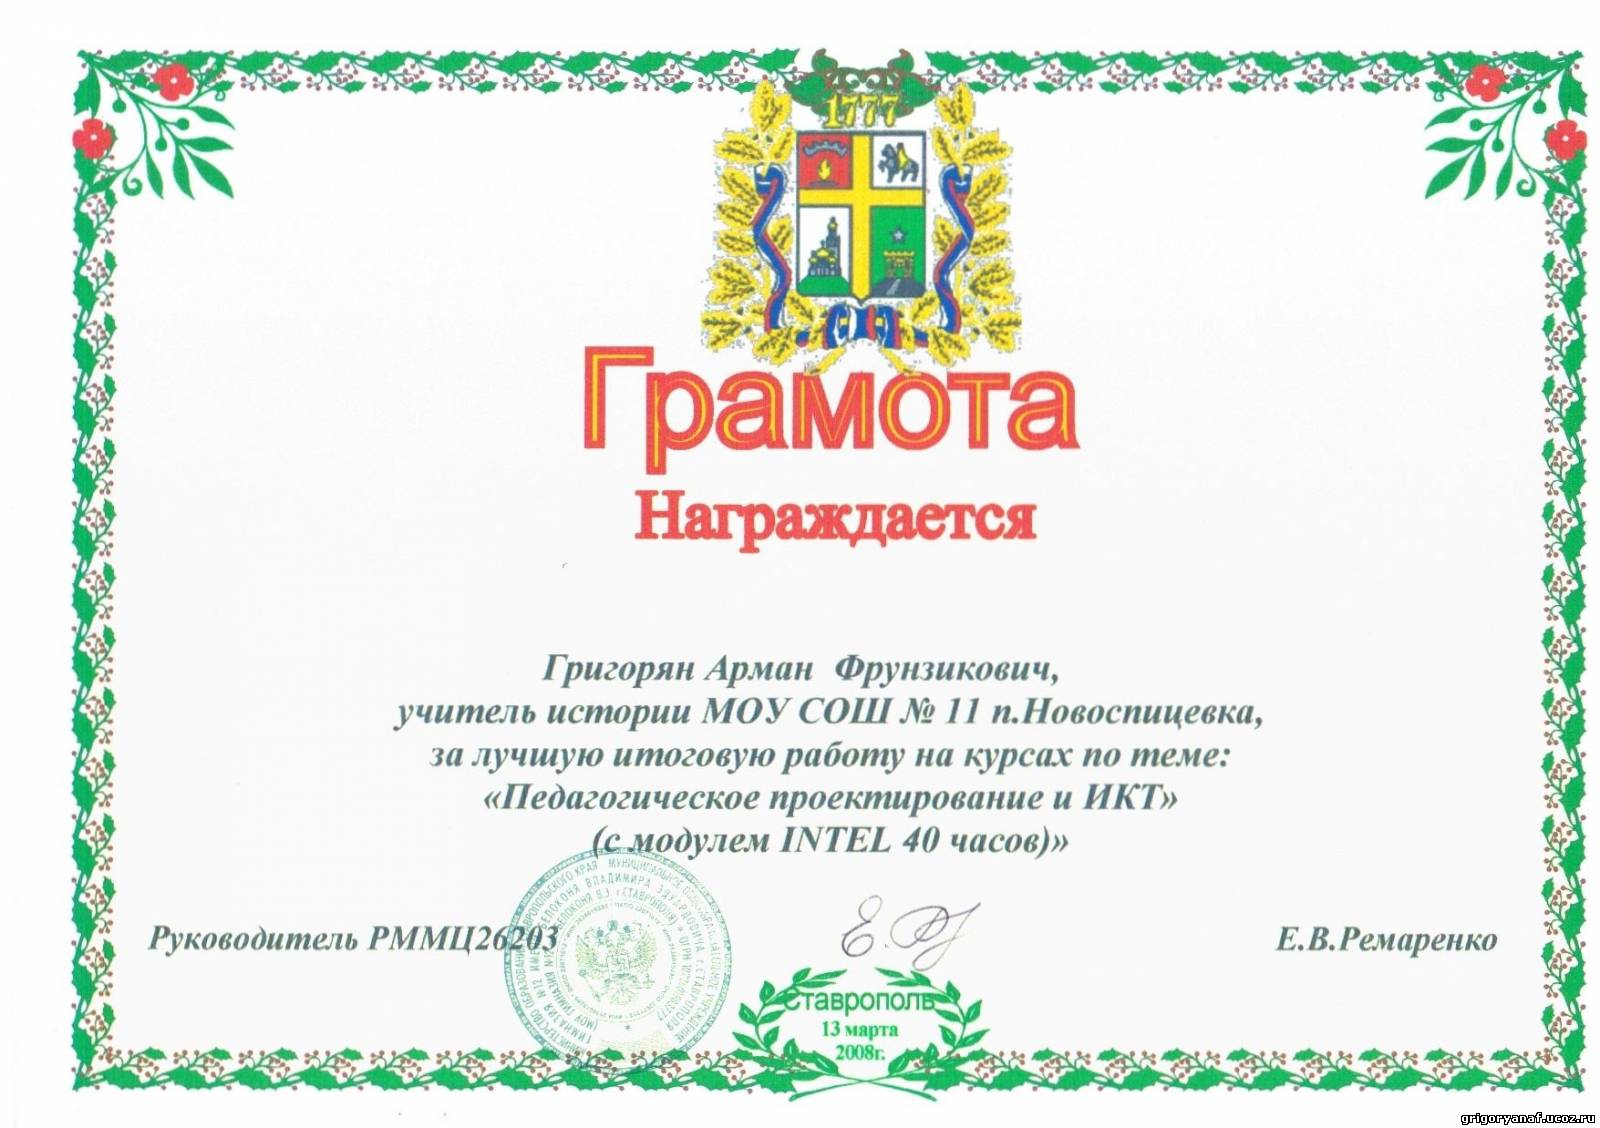 1777
Грамота
Награждается
Григорян Арман Фрунзикович,
учитель истории МОУ СОШ № 11 п.Новоспицевка,
за лучшую итоговую работу на курсах по теме:
«Педагогическое проектирование и ИКТ»
(с модулем INTEL 40 часов)»
Руководитель РММЦ26203
Е.В.Ремаренко
Ставрополь
13 марта
2008г.
grigoryanaf.ucoz.ru